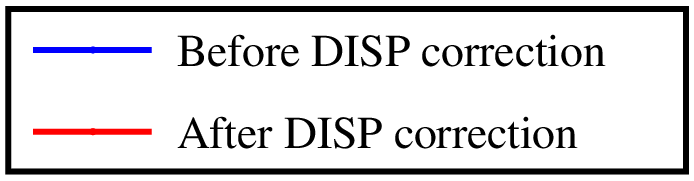 Before DISP correction
After DISP correction